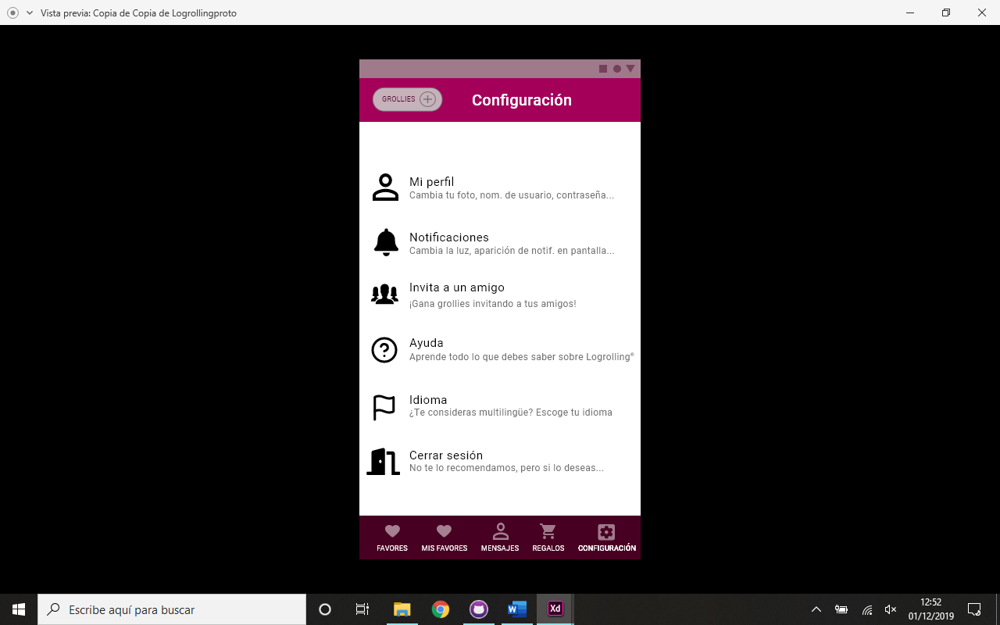 Vista previa: Copia de Copia de Logrollingproto
GROLLIES
Configuración
Mi perfil
Cambia tu foto, nom. de usuario, contraseña...
Notificaciones
Cambia la luz, aparición de notif. en pantalla...
Invita a un amigo
¡Gana grollies invitando a tus amigos!
Ayuda
Aprende todo lo que debes saber sobre Logrolling®
Idioma
¿Te consideras multilingüe? Escoge tu idioma
Cerrar sesión
No te lo recomendamos, pero si lo deseas...
FAVORES MIS FAVORES MENSAJES REGALOS CONFIGURACIÓN
Escribe aquí para buscar
W
Xd
12:52
01/12/2019